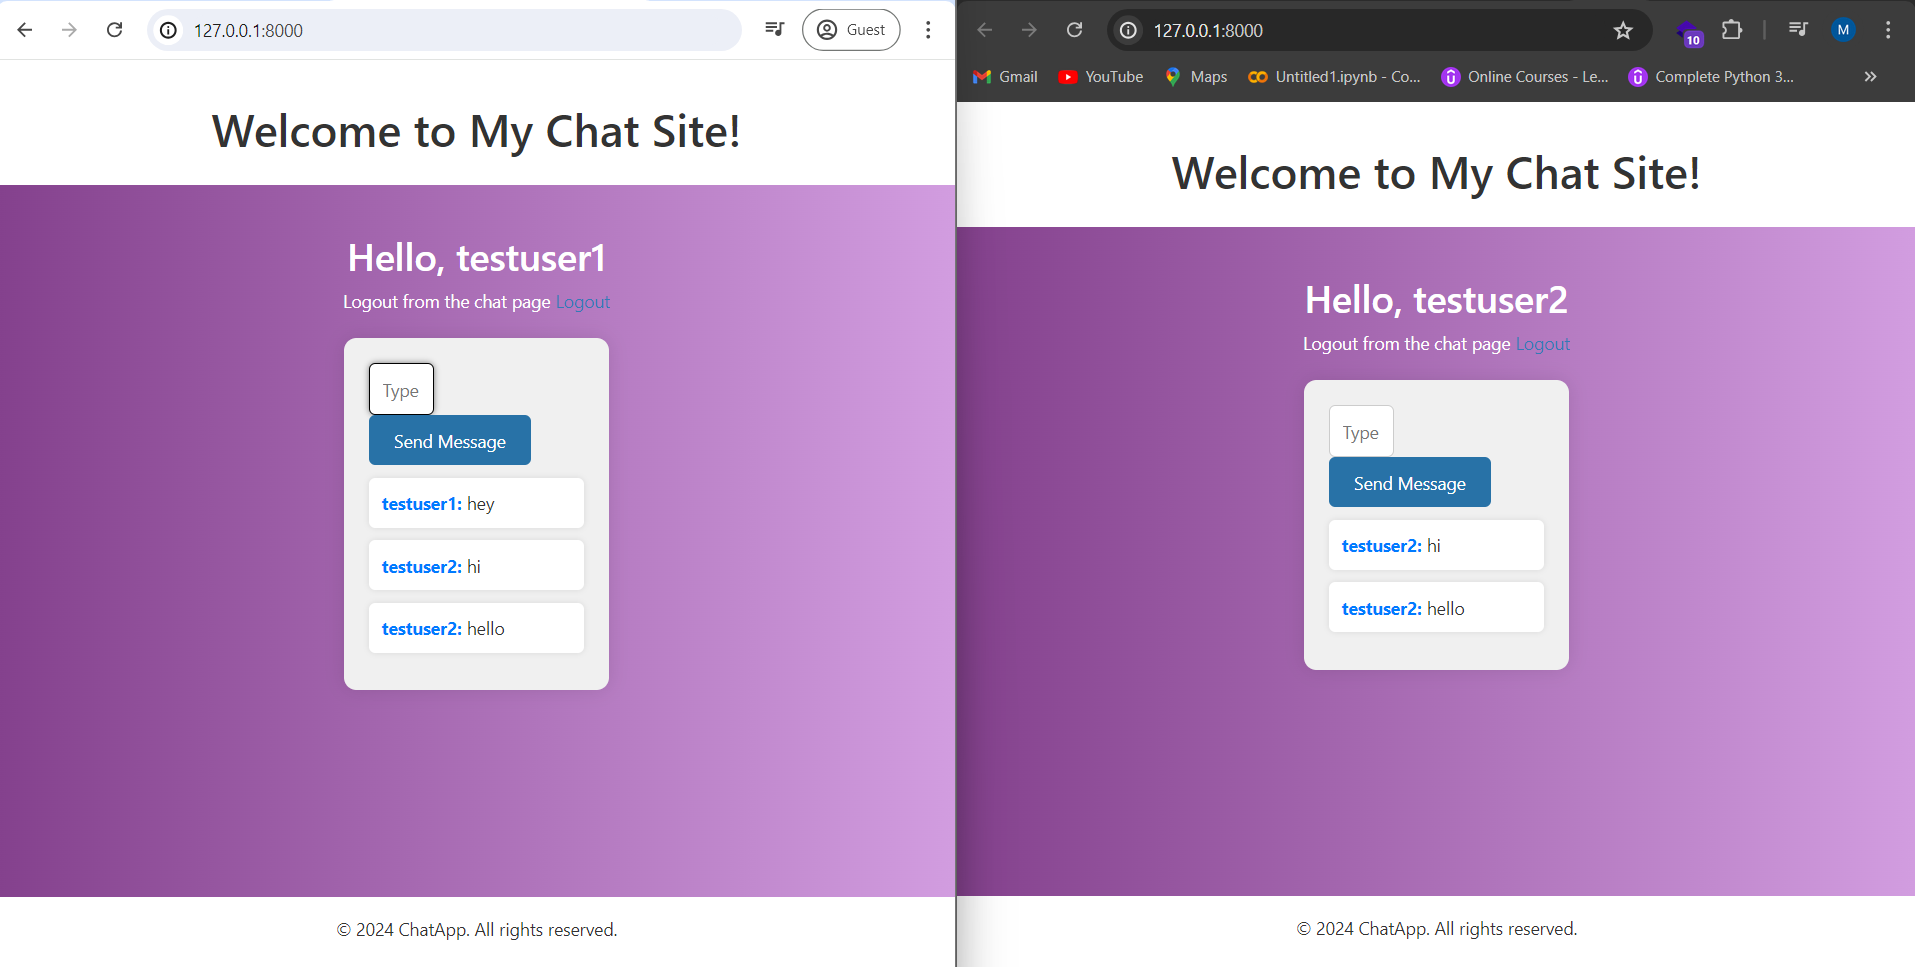 127.0.0.1:8000
Guest
Welcome to My Chat Site!
Hello, testuser1
Logout from the chat page Logout
Type
Send Message
testuser1: hey
testuser2: hi
testuser2: hello
© 2024 ChatApp. All rights reserved.
127.0.0.1:8000
10
M
Gmail
YouTube
Maps
Untitled1.ipynb - Co...
Online Courses - Le...
Complete Python 3...
Welcome to My Chat Site!
Hello, testuser2
Logout from the chat page Logout
Type
Send Message
testuser2: hi
testuser2: hello
© 2024 ChatApp. All rights reserved.